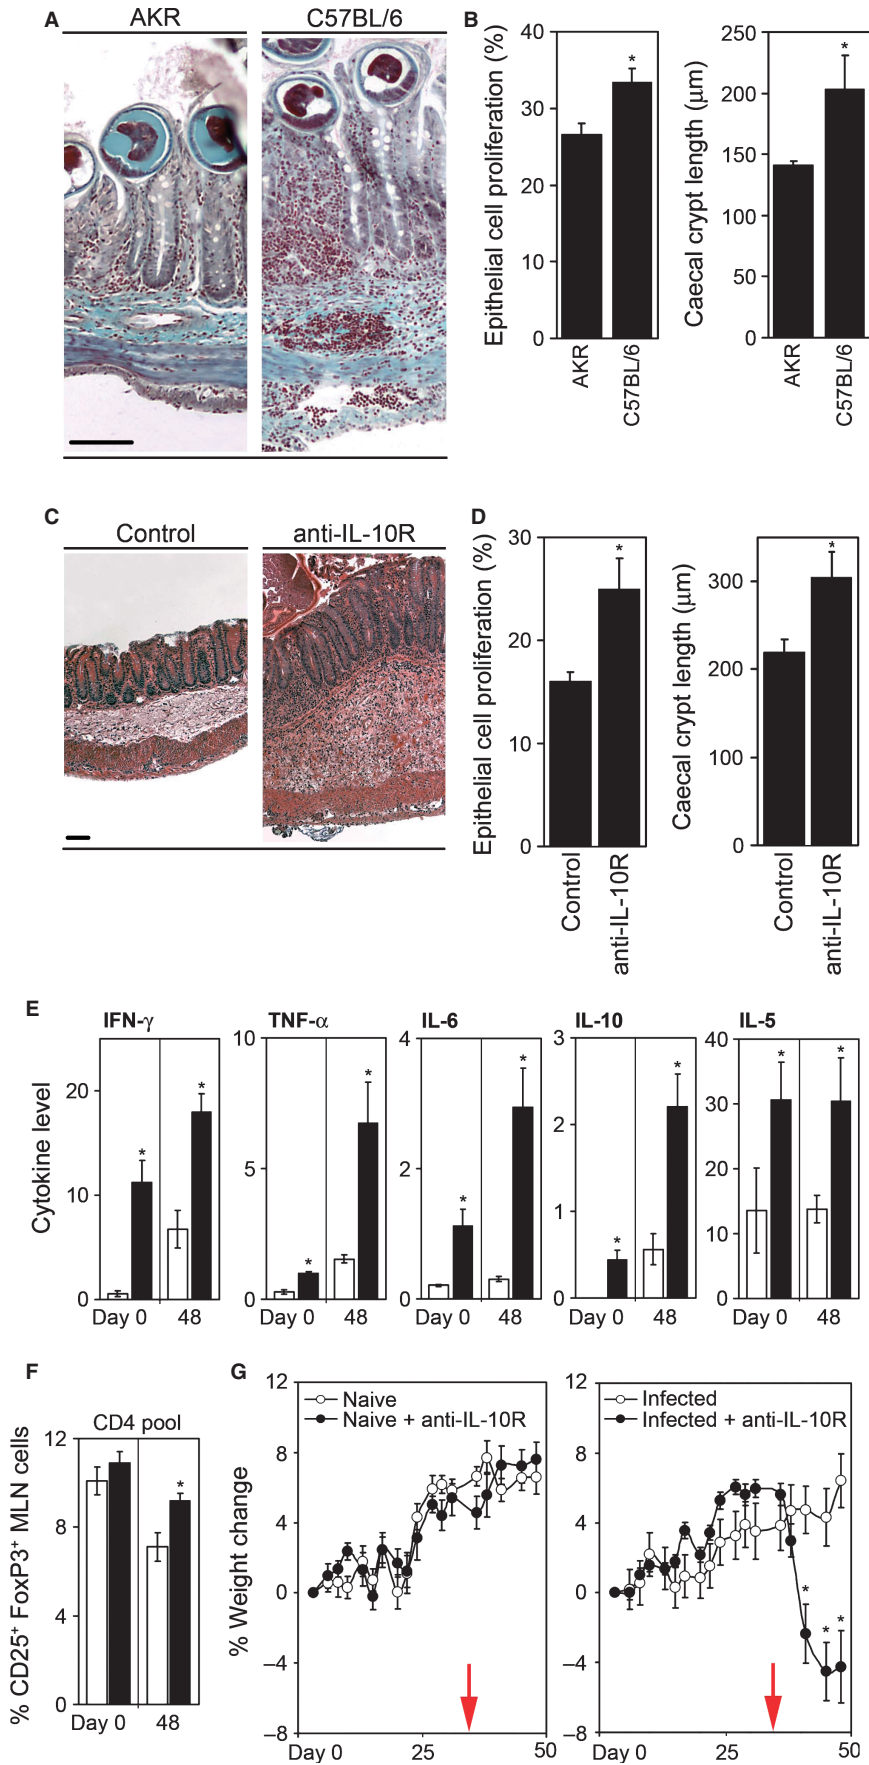 A
AKR
C57BL/6
B
Epithelial cell proliferation (%)
40
30
20
10
0
AKR
C57BL/6
*
Caecal crypt length (μm)
250
200
150
100
50
0
AKR
C57BL/6
*
C
Control
anti-IL-10R
D
Epithelial cell proliferation (%)
30
20
10
0
Control
anti-IL-10R
*
Caecal crypt length (μm)
300
200
100
0
Control
anti-IL-10R
*
E
Cytokine level
IFN-γ
20
10
0
*
*
Day 0
48
TNF-α
10
5
0
*
*
Day 0
48
IL-6
4
2
0
*
*
Day 0
48
IL-10
3
2
1
0
*
*
Day 0
48
IL-5
40
30
20
10
0
*
*
Day 0
48
F
% CD25⁺ FoxP3⁺ MLN cells
CD4 pool
12
8
4
0
*
Day 0
48
G
% Weight change
12
8
4
0
–4
–8
Naive
Naive + anti-IL-10R
Day 0
25
50
12
8
4
0
–4
–8
Infected
Infected + anti-IL-10R
*
*
*
Day 0
25
50